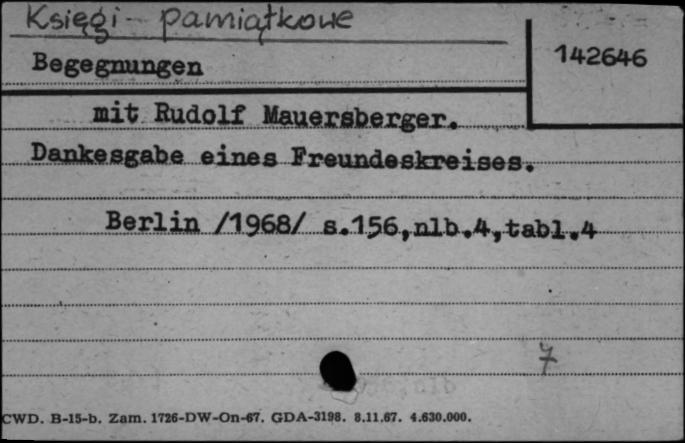 Księgi - pamiątkowe
142646
Begegnungen
mit Rudolf Mauersberger.
Dankesgabe eines Freundeskreises.
Berlin /1968/ s.156,nlb.4,tabl.4
7
CWD. B-15-b. Zam. 1726-DW-On-67. GDA-3198. 8.11.67. 4.630.000.